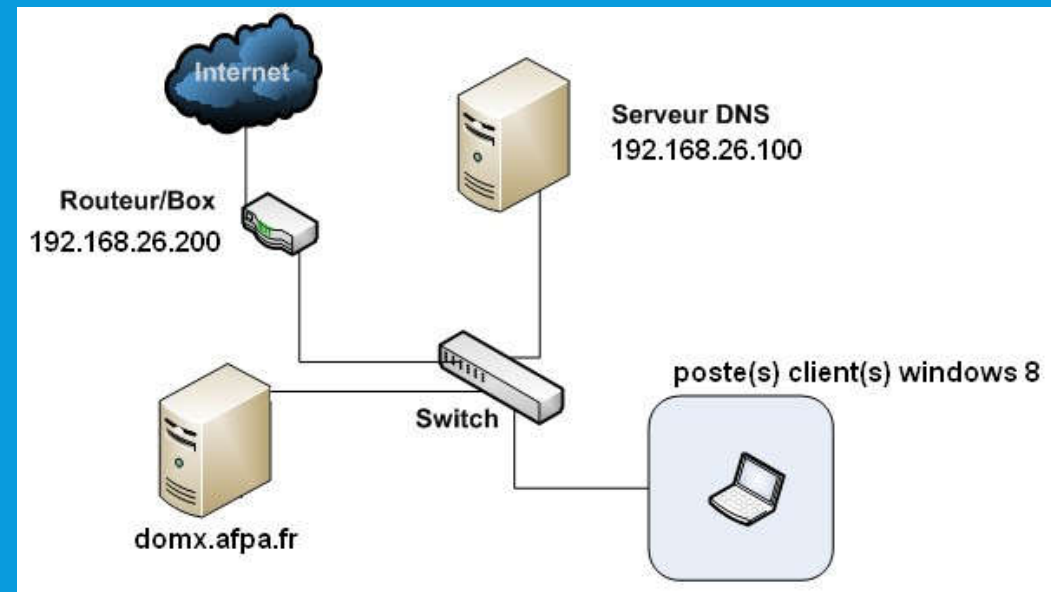 Internet
Serveur DNS
192.168.26.100
Routeur/Box
192.168.26.200
poste(s) client(s) windows 8
Switch
domx.afpa.fr